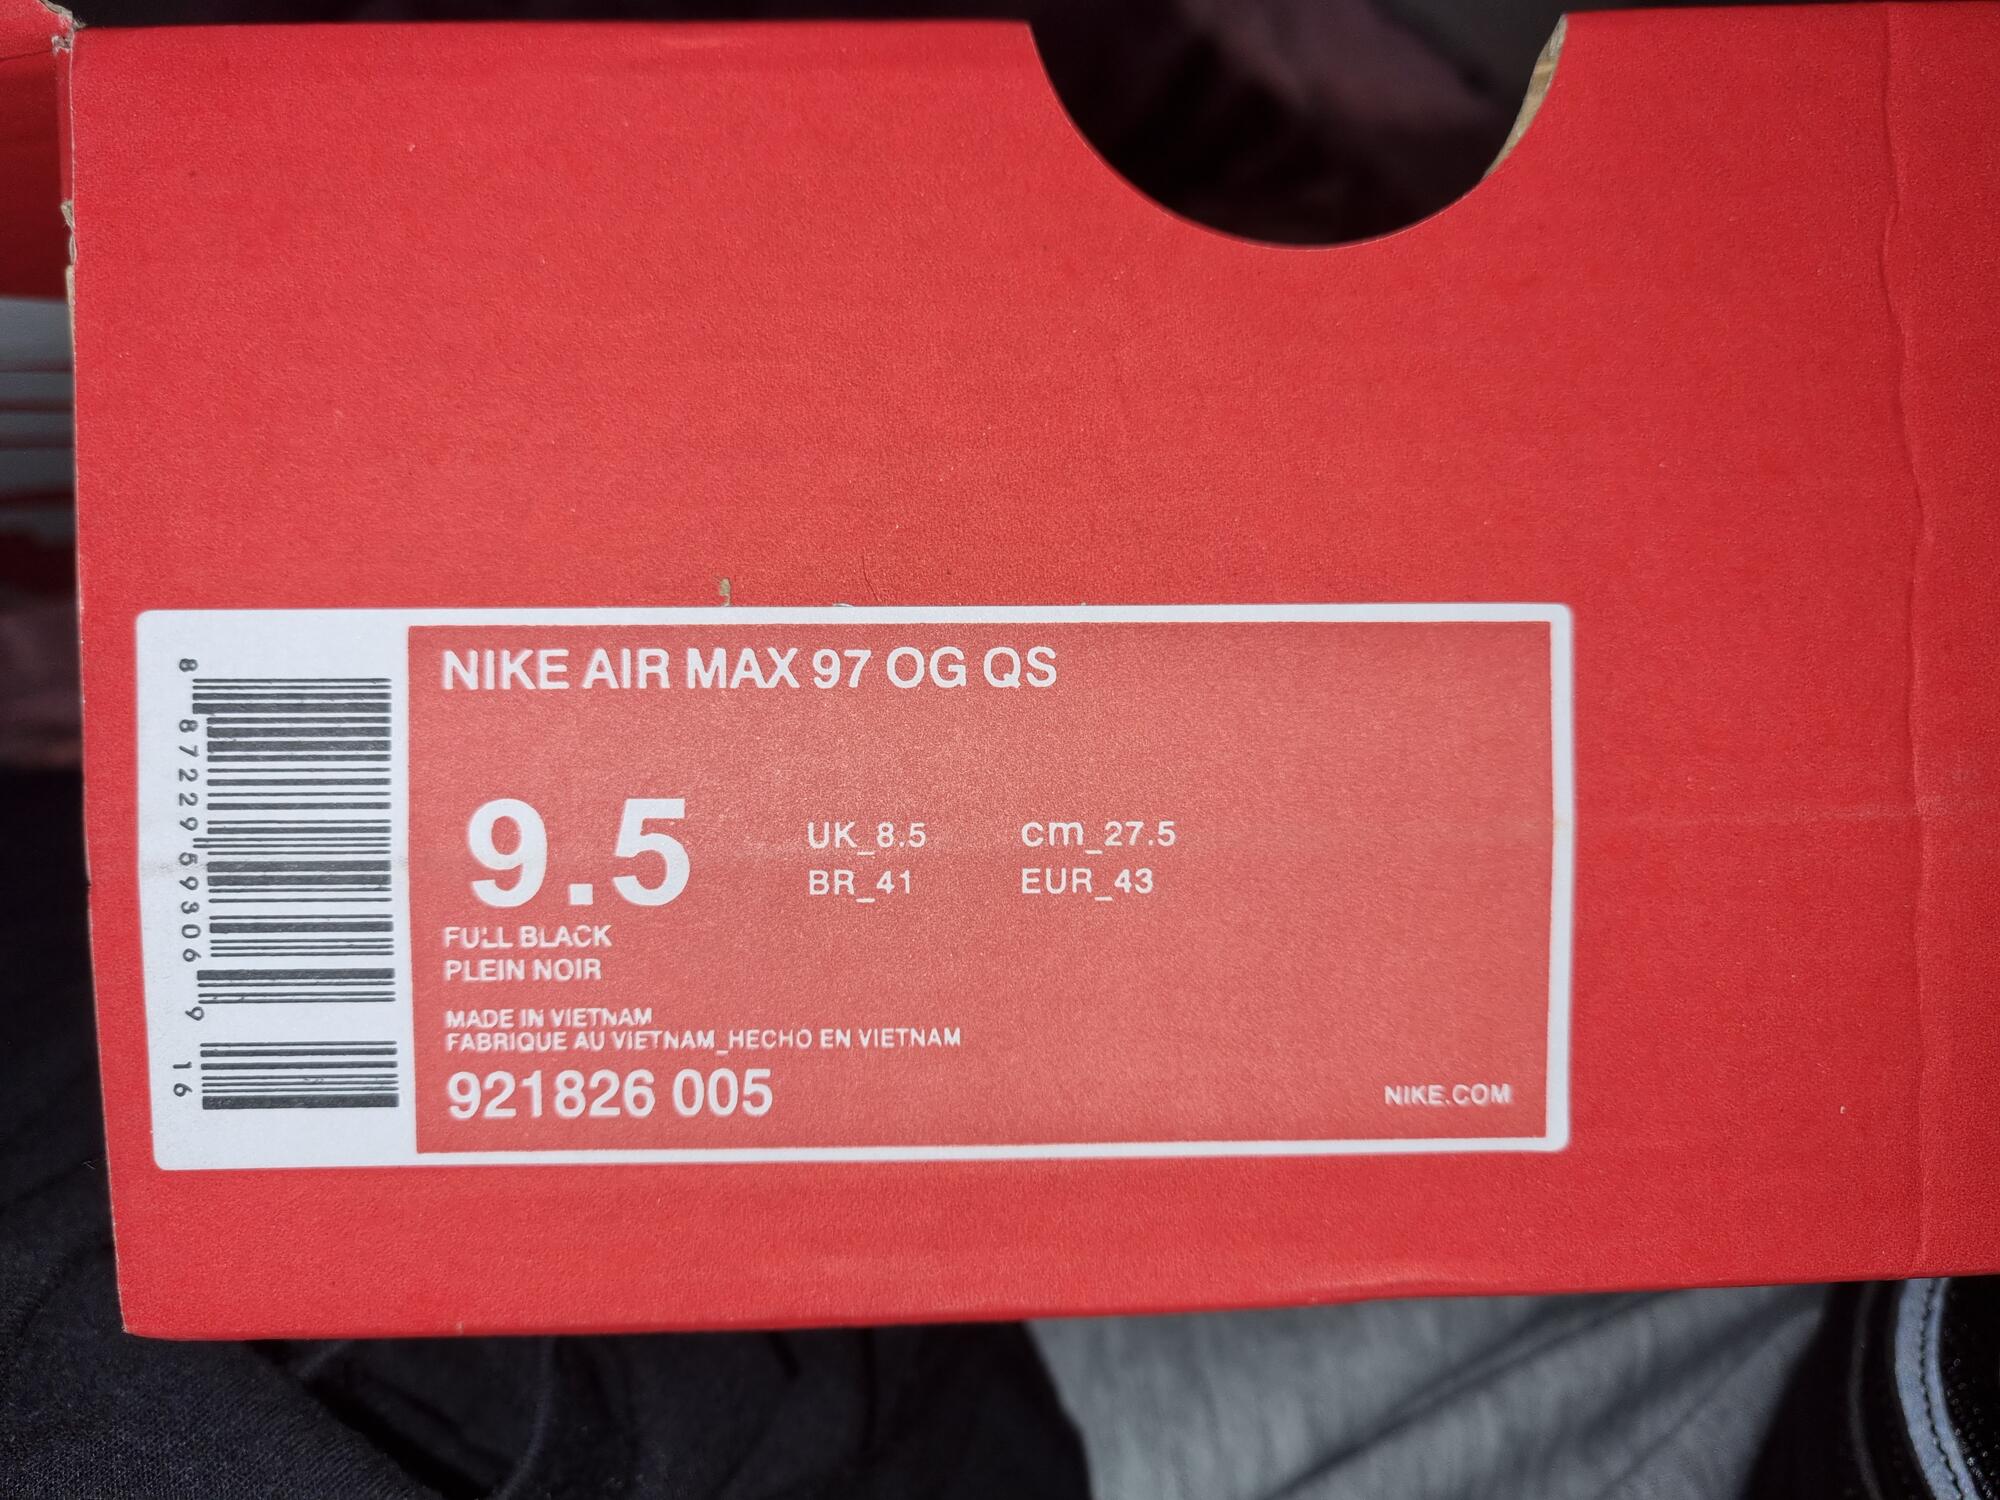 NIKE AIR MAX 97 OG QS
9.5
UK_8.5
cm_27.5
BR_41
EUR_43
FULL BLACK
PLEIN NOIR
MADE IN VIETNAM
FABRIQUE AU VIETNAM_HECHO EN VIETNAM
921826 005
NIKE.COM
8 87229 59306 9 16